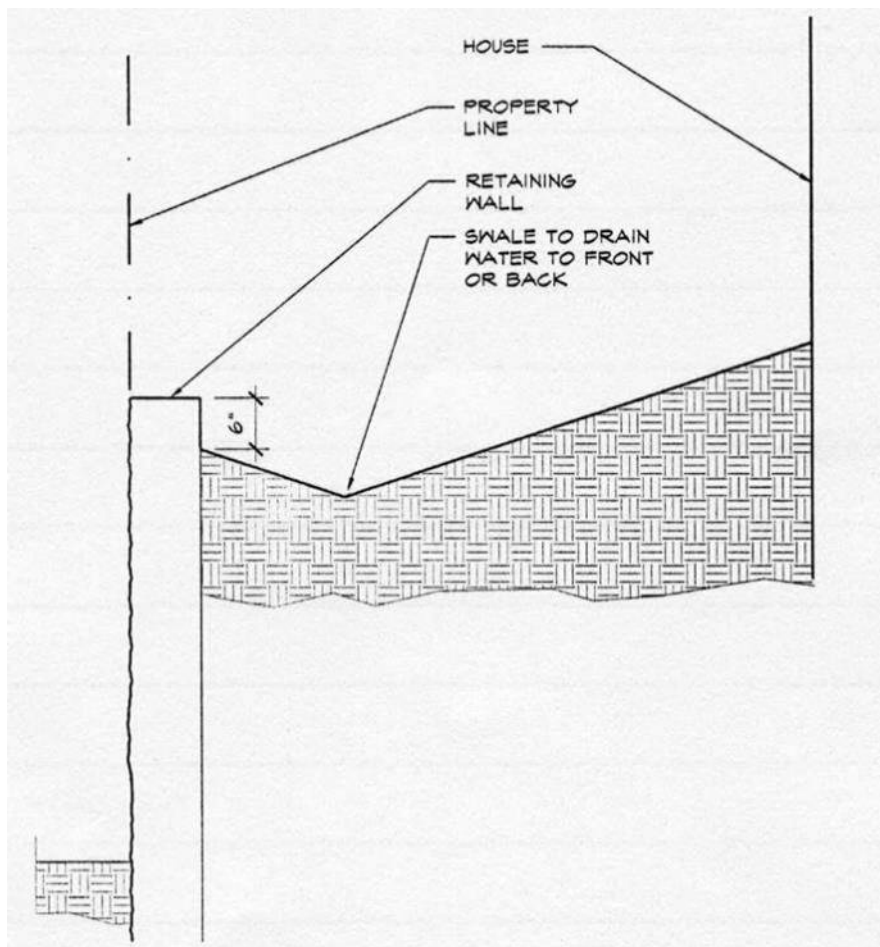 HOUSE
PROPERTY
LINE
RETAINING
WALL
SWALE TO DRAIN
WATER TO FRONT
OR BACK
6"